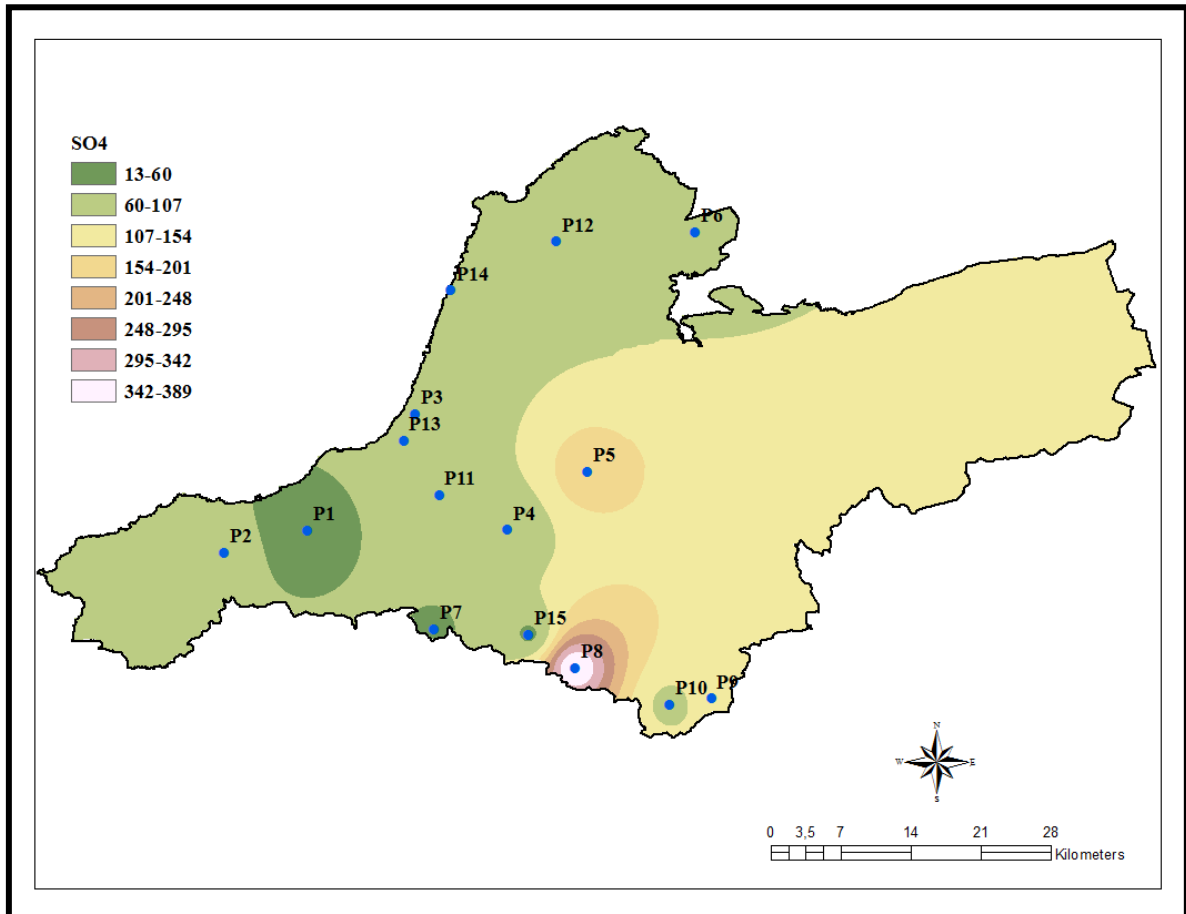 SO4
13-60
60-107
107-154
154-201
201-248
248-295
295-342
342-389
P12
P6
P14
P3
P13
P5
P11
P1
P4
P2
P7
P15
P8
P10
P9
N
W
E
S
0 3,5 7 14 21 28
Kilometers